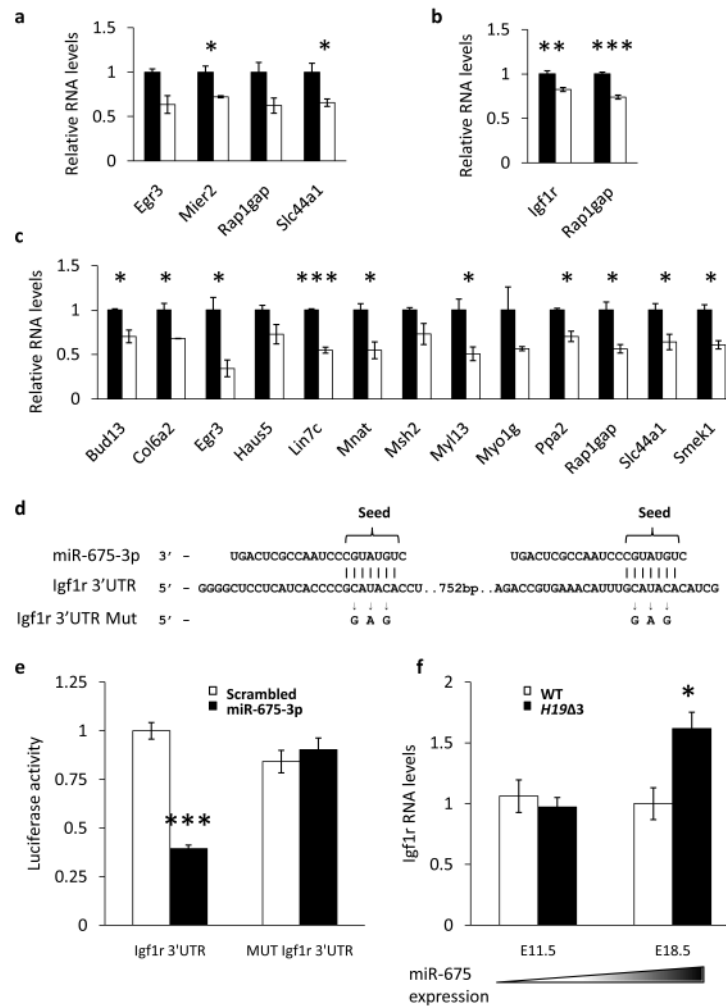 a
Relative RNA levels
1.5
1
0.5
0
*
*
Egr3
Mier2
Rap1gap
Slc44a1
b
Relative RNA levels
1.5
1
0.5
0
**
***
Igf1r
Rap1gap
c
Relative RNA levels
1.5
1
0.5
0
* * * *** * * * * * *
Bud13
Col6a2
Egr3
Haus5
Lin7c
Mnat
Msh2
Myl13
Myo1g
Ppa2
Rap1gap
Slc44a1
Smek1
d
Seed Seed
miR-675-3p 3' – UGACUCGCCAAUCCCGUAUGUC UGACUCGCCAAUCCCGUAUGUC
Igf1r 3'UTR 5' – GGGGCUCCUCAUCACCCCGCAUACACCU..752bp..AGACCGUGAAACAUUUGCAUACACAUCG
↓ ↓ ↓ ↓ ↓ ↓
Igf1r 3'UTR Mut 5' – G A G G A G
e
Luciferase activity
1.25
1
0.75
0.5
0.25
0
Scrambled
miR-675-3p
***
Igf1r 3'UTR
MUT Igf1r 3'UTR
f
Igf1r RNA levels
2
1.5
1
0.5
0
WT
H19Δ3
*
E11.5
E18.5
miR-675
expression